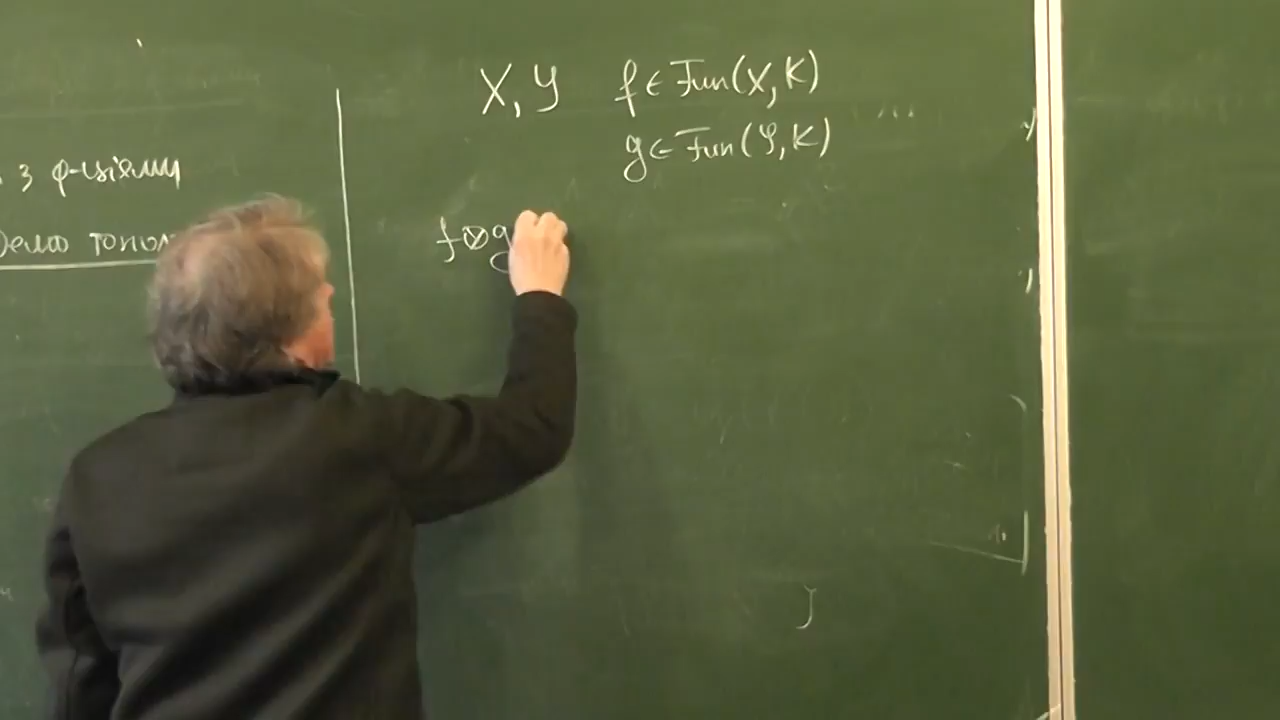 з ф-ціями
X, Y f ∈ Fun(X, K)
g ∈ Fun(Y, K)
f ⊗ g